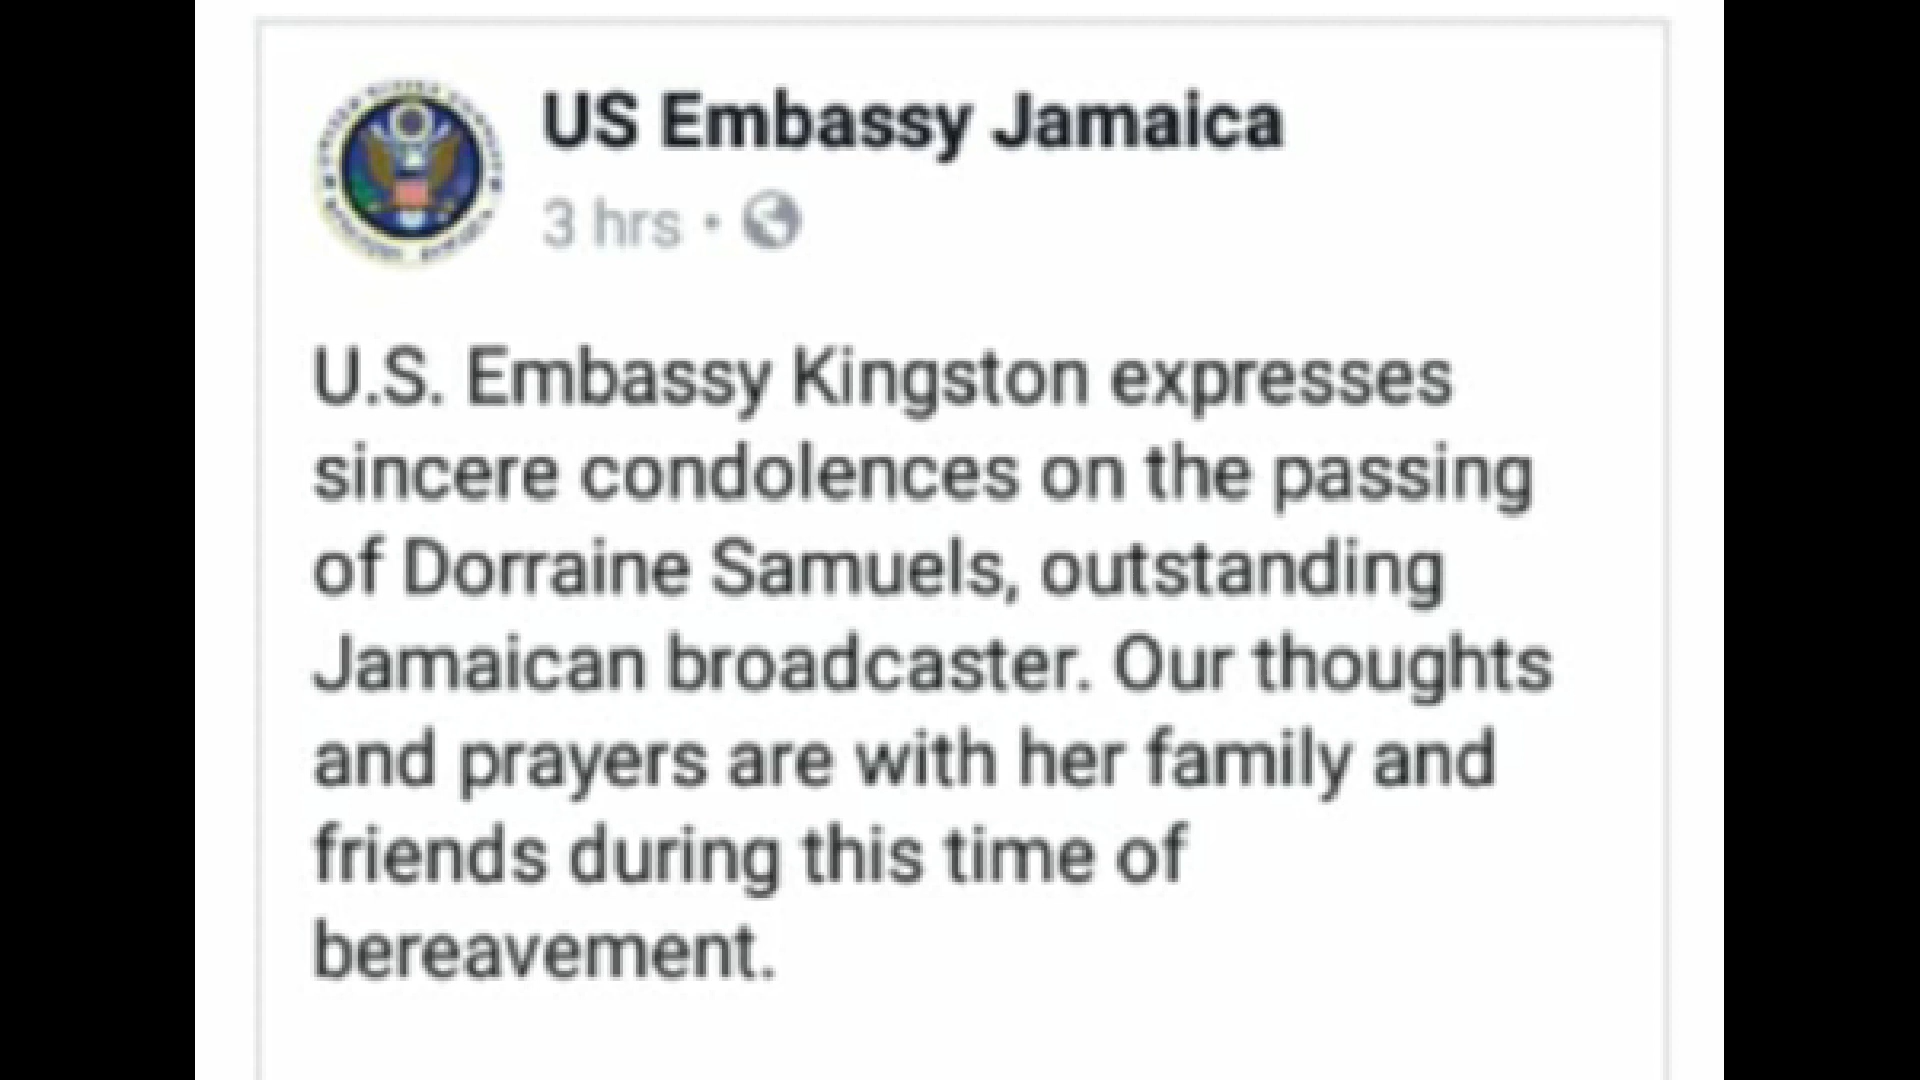 US Embassy Jamaica
3 hrs ·
U.S. Embassy Kingston expresses
sincere condolences on the passing
of Dorraine Samuels, outstanding
Jamaican broadcaster. Our thoughts
and prayers are with her family and
friends during this time of
bereavement.